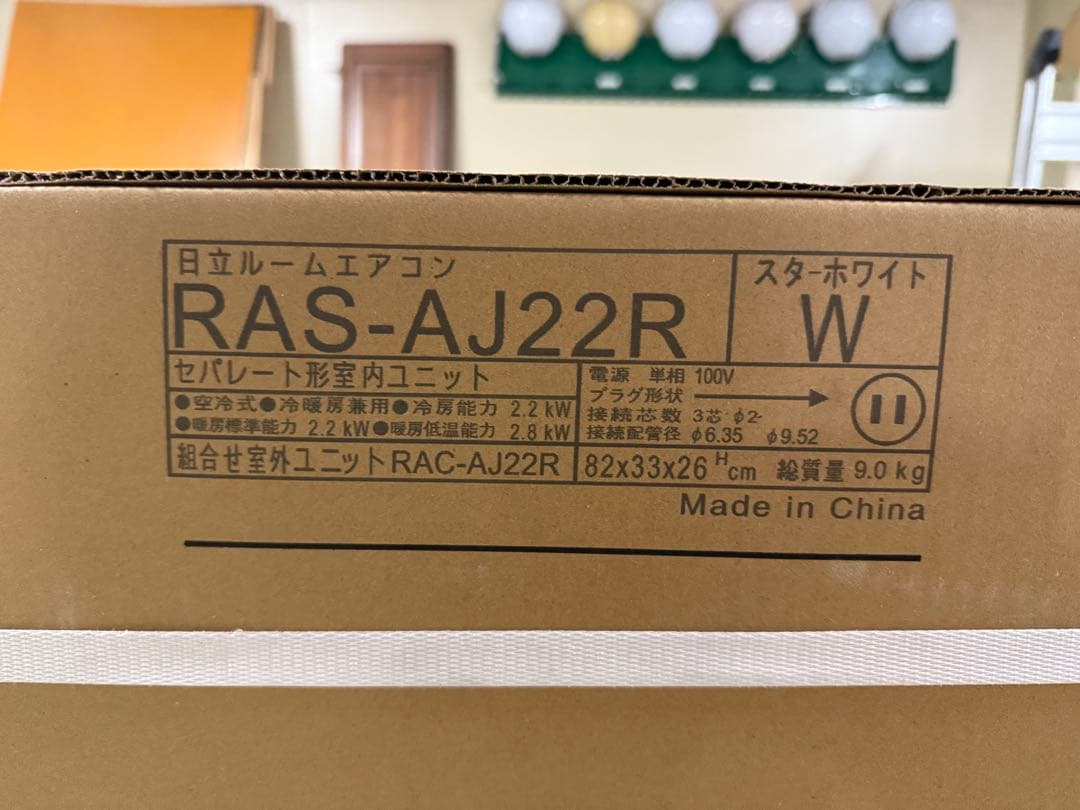 日立ルームエアコン
RAS-AJ22R
スターホワイト
W
セパレート形室内ユニット
●空冷式●冷暖房兼用●冷房能力 2.2 kW
●暖房標準能力 2.2 kW●暖房低温能力 2.8 kW
電源 単相 100V
プラグ形状
接続芯数 3芯 φ2
接続配管径 φ6.35 φ9.52
組合せ室外ユニットRAC-AJ22R
82x33x26 H cm 総質量 9.0 kg
Made in China